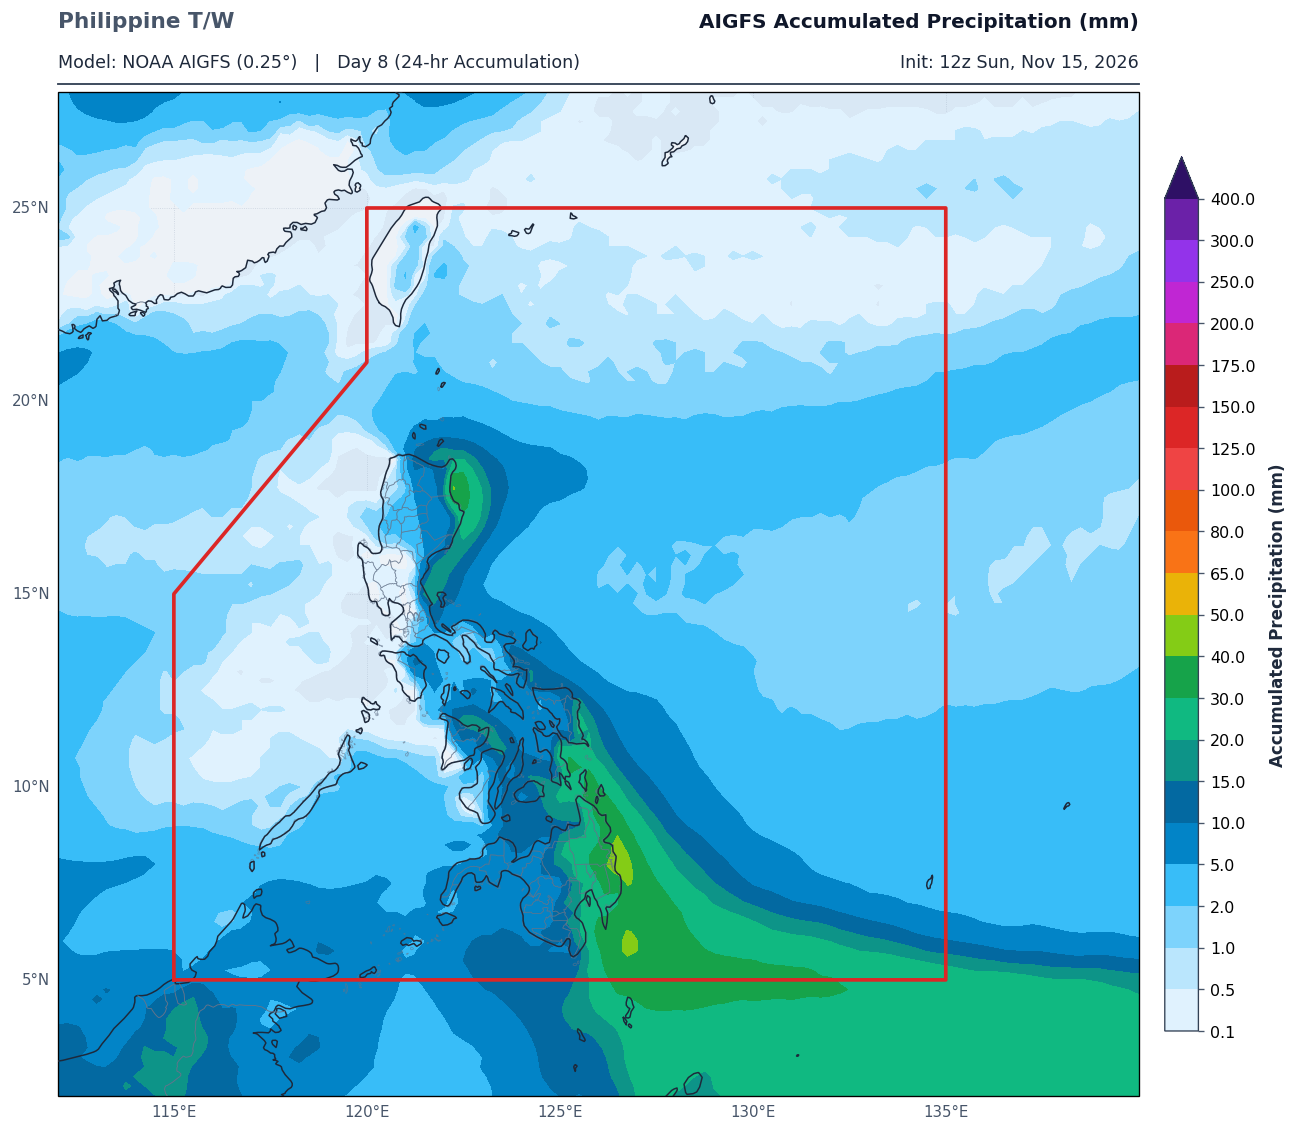 Philippine T/W
AIGFS Accumulated Precipitation (mm)
Model: NOAA AIGFS (0.25°) | Day 8 (24-hr Accumulation)
Init: 12z Sun, Nov 15, 2026
25°N
20°N
15°N
10°N
5°N
115°E
120°E
125°E
130°E
135°E
400.0
300.0
250.0
200.0
175.0
150.0
125.0
100.0
80.0
65.0
50.0
40.0
30.0
20.0
15.0
10.0
5.0
2.0
1.0
0.5
0.1
Accumulated Precipitation (mm)